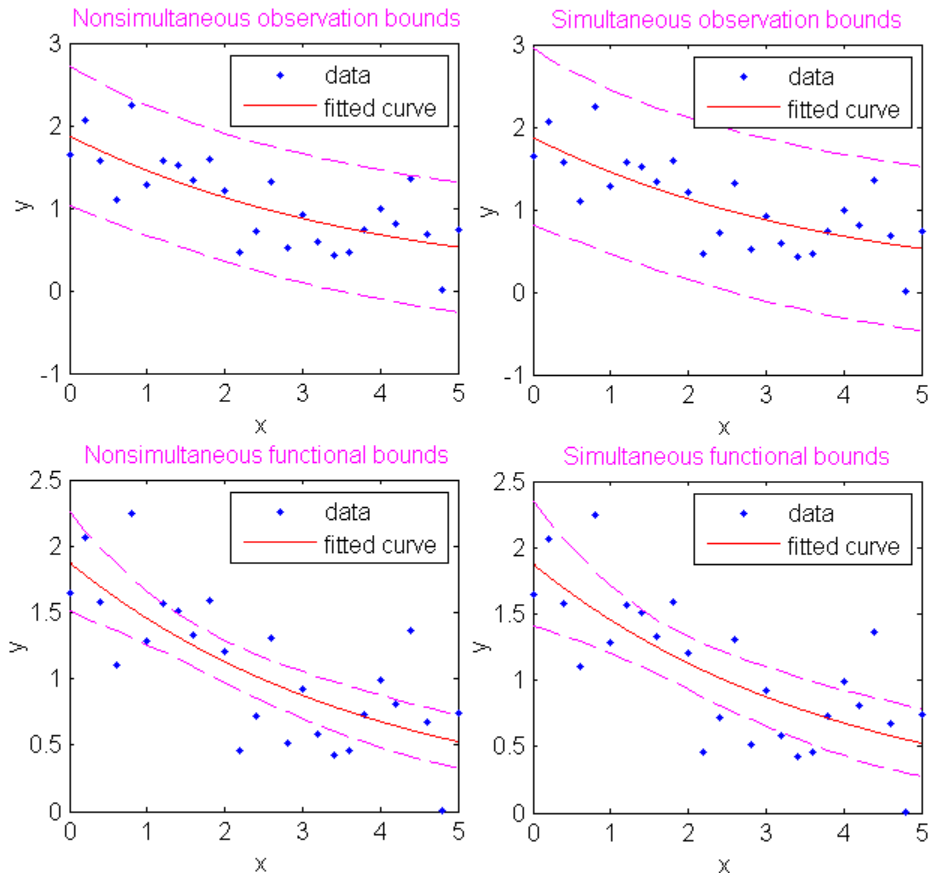 Nonsimultaneous observation bounds
3
2
1
0
-1
y
data
fitted curve
0 1 2 3 4 5
x
Simultaneous observation bounds
3
2
1
0
-1
y
data
fitted curve
0 1 2 3 4 5
x
Nonsimultaneous functional bounds
2.5
2
1.5
1
0.5
0
y
data
fitted curve
0 1 2 3 4 5
x
Simultaneous functional bounds
2.5
2
1.5
1
0.5
0
y
data
fitted curve
0 1 2 3 4 5
x